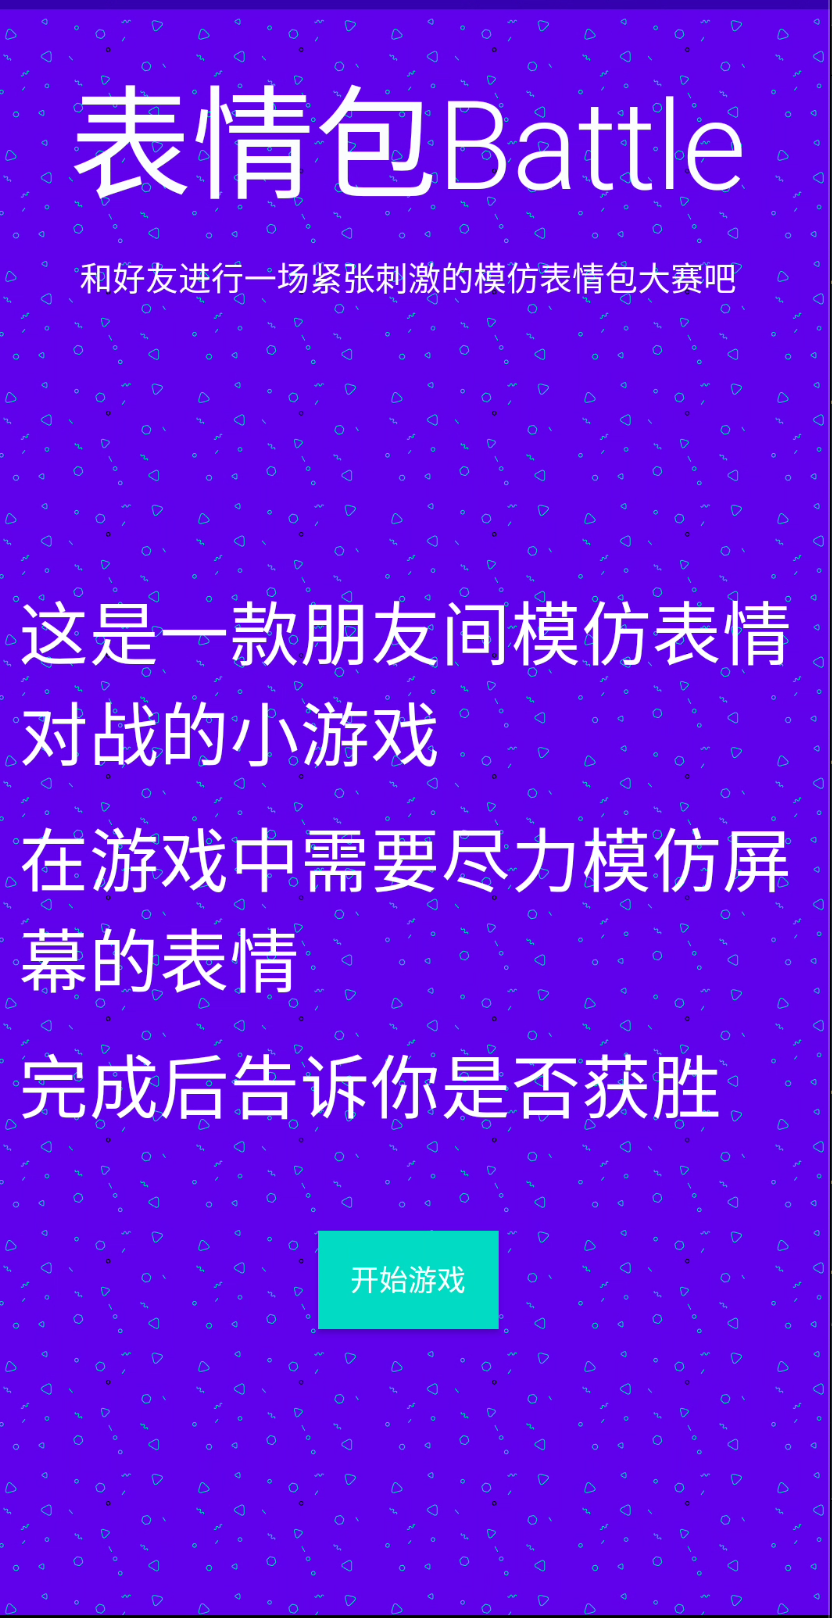 表情包Battle
和好友进行一场紧张刺激的模仿表情包大赛吧
这是一款朋友间模仿表情
对战的小游戏
在游戏中需要尽力模仿屏
幕的表情
完成后告诉你是否获胜
开始游戏